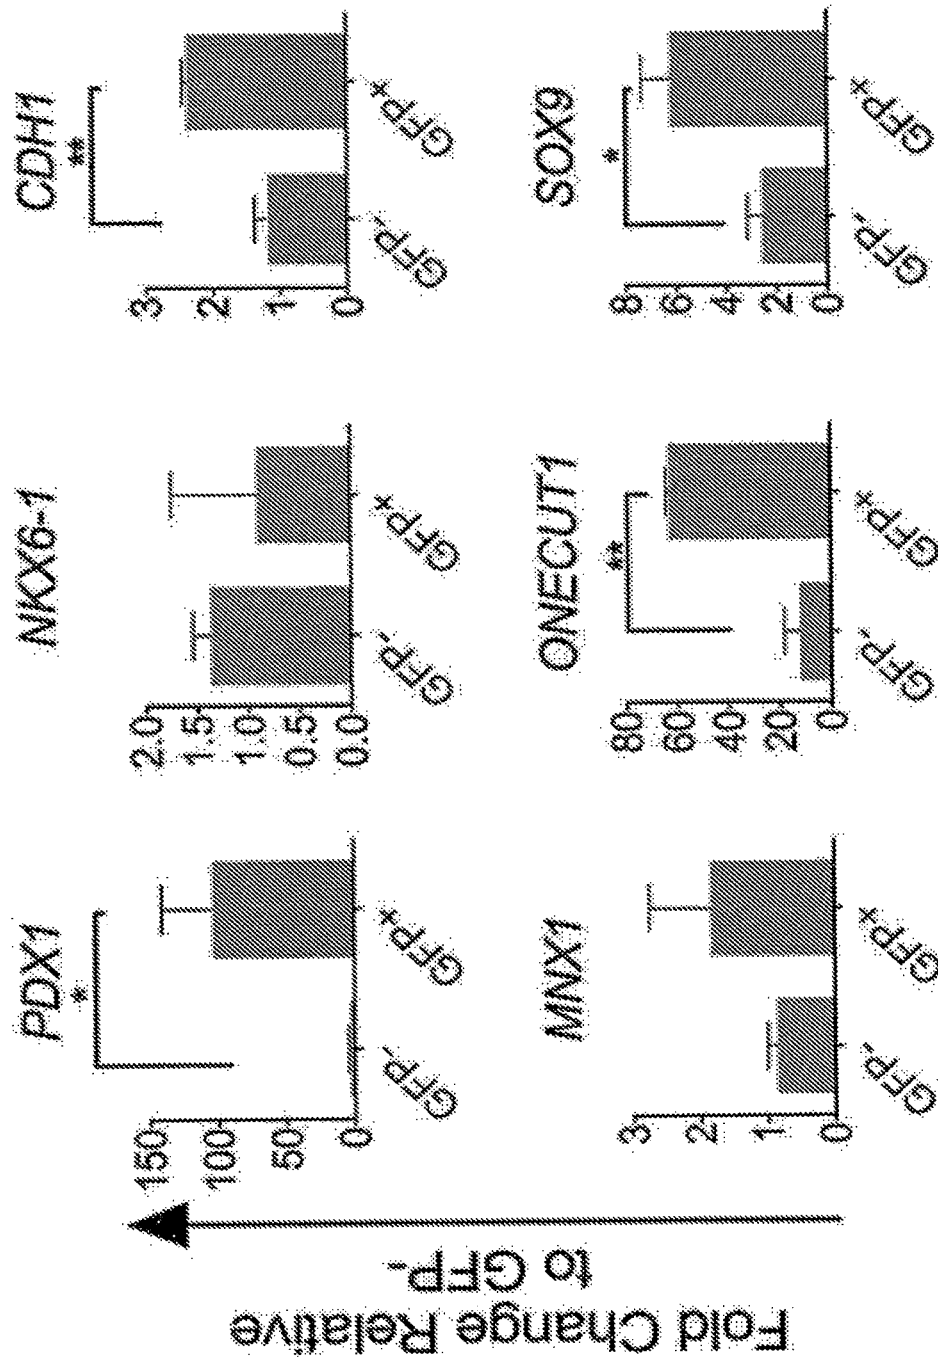 Fold Change Relative
to GFP-
PDX1
*
150
100
50
0
GFP-
GFP+
NKX6-1
2.0
1.5
1.0
0.5
0.0
GFP-
GFP+
CDH1
**
3
2
1
0
GFP-
GFP+
MNX1
3
2
1
0
GFP-
GFP+
ONECUT1
**
80
60
40
20
0
GFP-
GFP+
SOX9
*
8
6
4
2
0
GFP-
GFP+